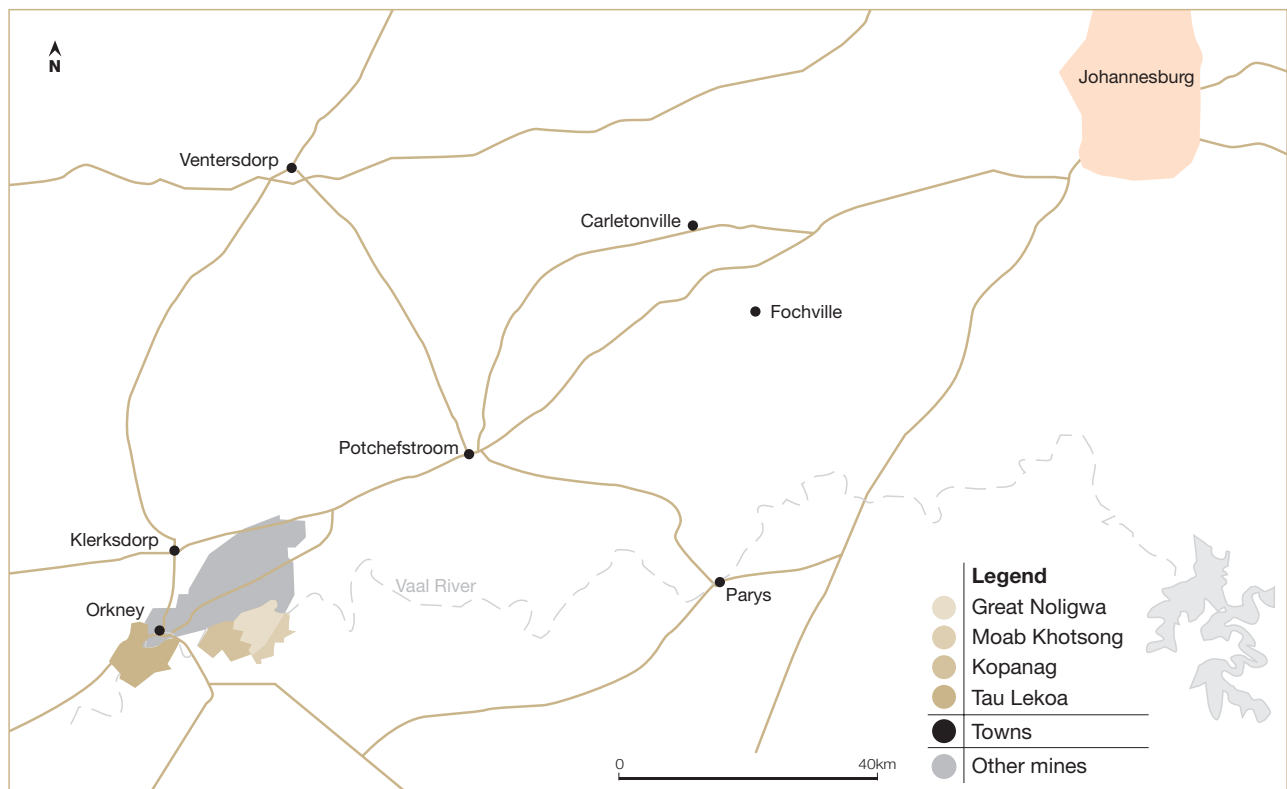 N
Johannesburg
Ventersdorp
Carletonville
Fochville
Potchefstroom
Klerksdorp
Vaal River
Parys
Orkney
Legend
Great Noligwa
Moab Khotsong
Kopanag
Tau Lekoa
Towns
Other mines
0 40km